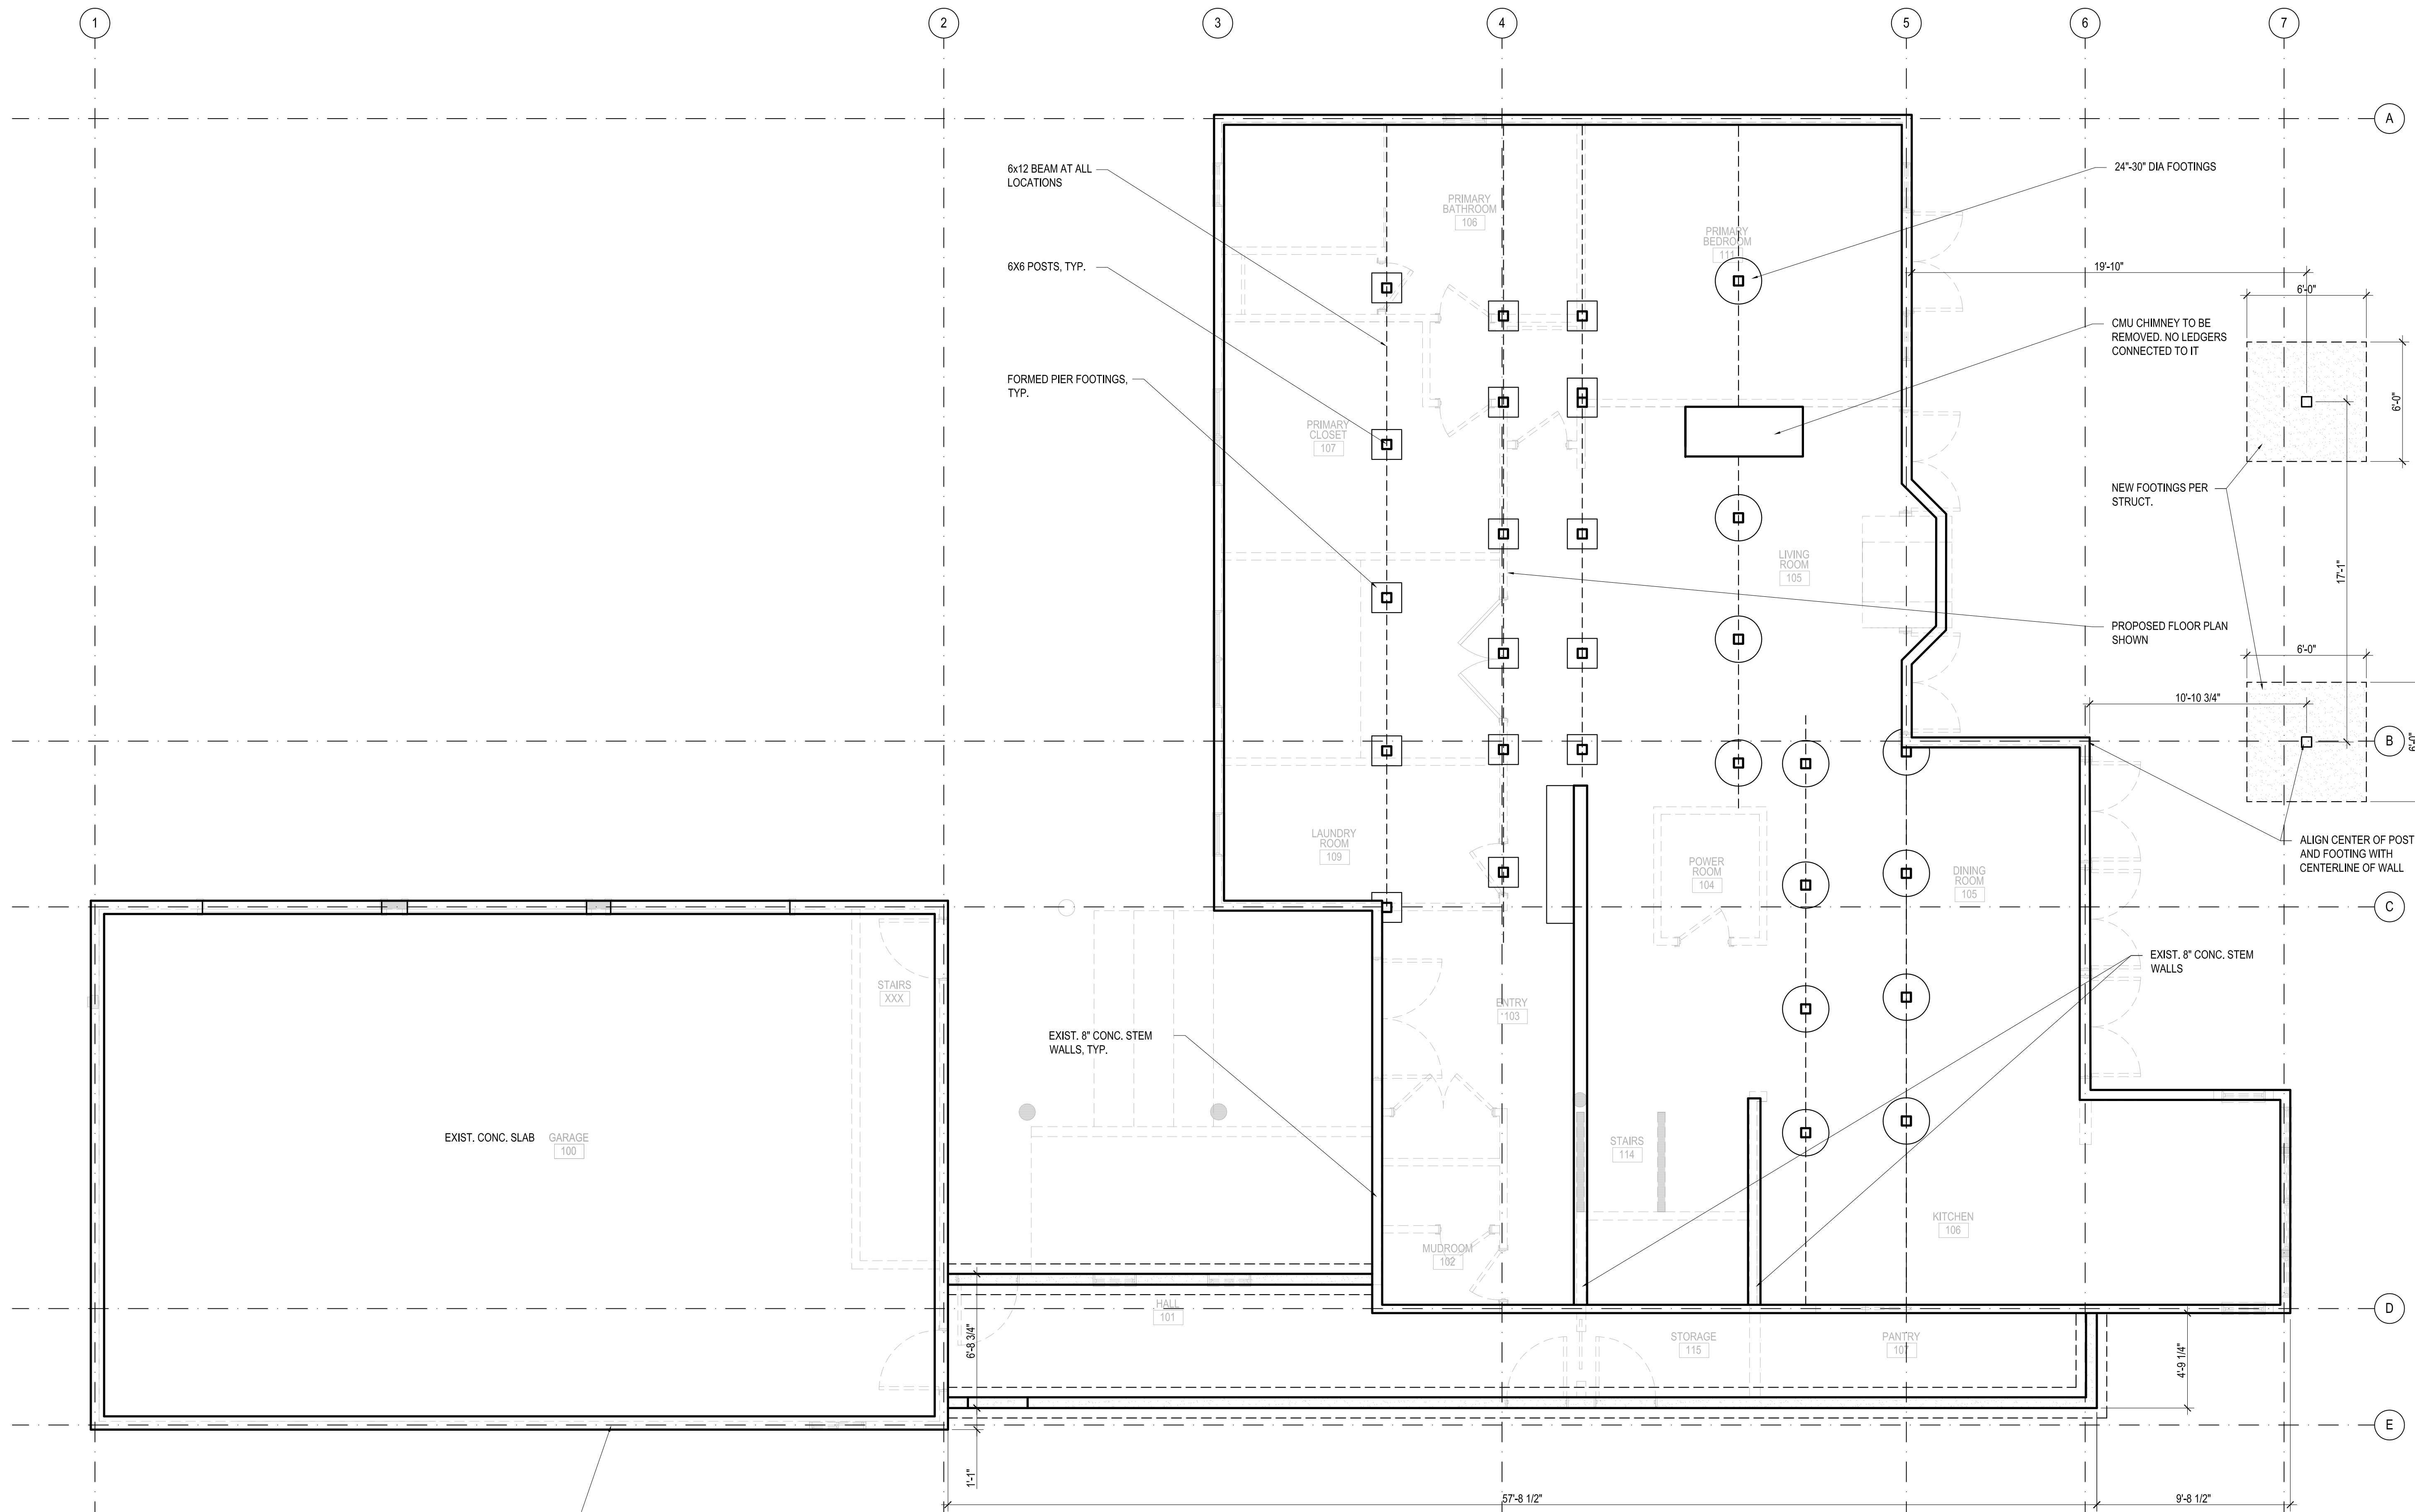 1
2
3
4
5
6
7
A
6x12 BEAM AT ALL
LOCATIONS
24"-30" DIA FOOTINGS
PRIMARY
BATHROOM
106
PRIMARY
BEDROOM
111
6X6 POSTS, TYP.
19'-10"
6'-0"
CMU CHIMNEY TO BE
REMOVED. NO LEDGERS
CONNECTED TO IT
FORMED PIER FOOTINGS,
TYP.
6'-0"
PRIMARY
CLOSET
107
NEW FOOTINGS PER
STRUCT.
LIVING
ROOM
105
17'-1"
PROPOSED FLOOR PLAN
SHOWN
6'-0"
10'-10 3/4"
B
6'-0"
LAUNDRY
ROOM
109
ALIGN CENTER OF POST
AND FOOTING WITH
CENTERLINE OF WALL
POWER
ROOM
104
DINING
ROOM
105
C
STAIRS
XXX
EXIST. 8" CONC. STEM
WALLS
ENTRY
103
EXIST. 8" CONC. STEM
WALLS, TYP.
EXIST. CONC. SLAB
GARAGE
100
STAIRS
114
KITCHEN
106
MUDROOM
102
HALL
101
D
6'-8 3/4"
STORAGE
115
PANTRY
107
4'-9 1/4"
E
1'-1"
57'-8 1/2"
9'-8 1/2"